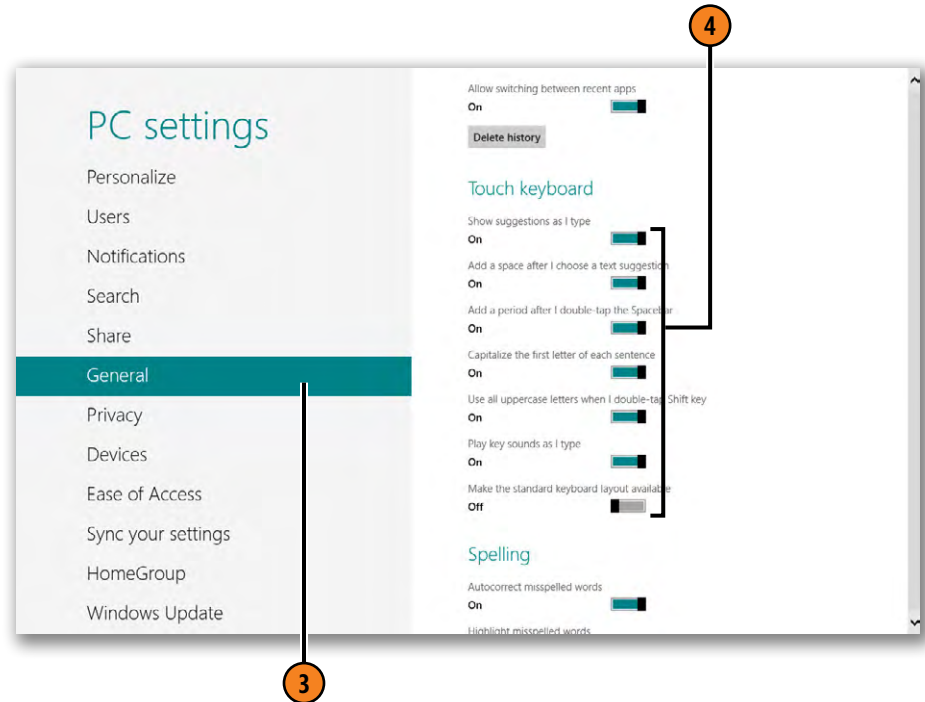 4
PC settings
Personalize
Users
Notifications
Search
Share
General
Privacy
Devices
Ease of Access
Sync your settings
HomeGroup
Windows Update
Allow switching between recent apps
On
Delete history
Touch keyboard
Show suggestions as I type
On
Add a space after I choose a text suggestion
On
Add a period after I double-tap the Spacebar
On
Capitalize the first letter of each sentence
On
Use all uppercase letters when I double-tap Shift key
On
Play key sounds as I type
On
Make the standard keyboard layout available
Off
Spelling
Autocorrect misspelled words
On
Highlight misspelled words
3